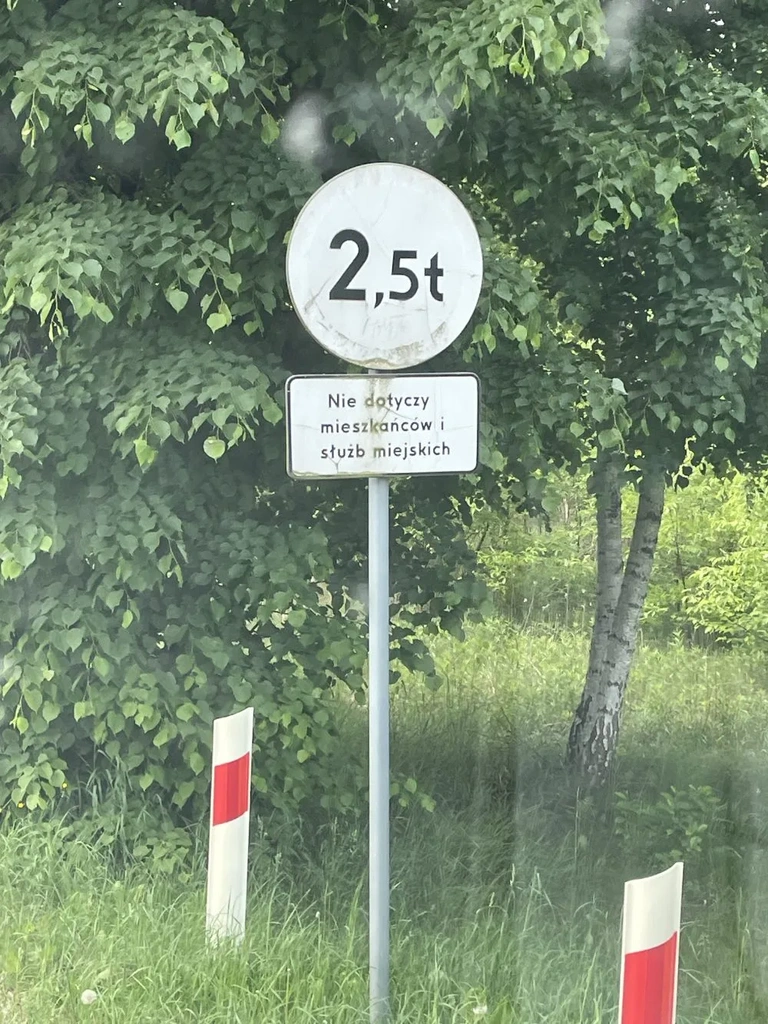 2,5t
Nie dotyczy
mieszkańców i
służb miejskich